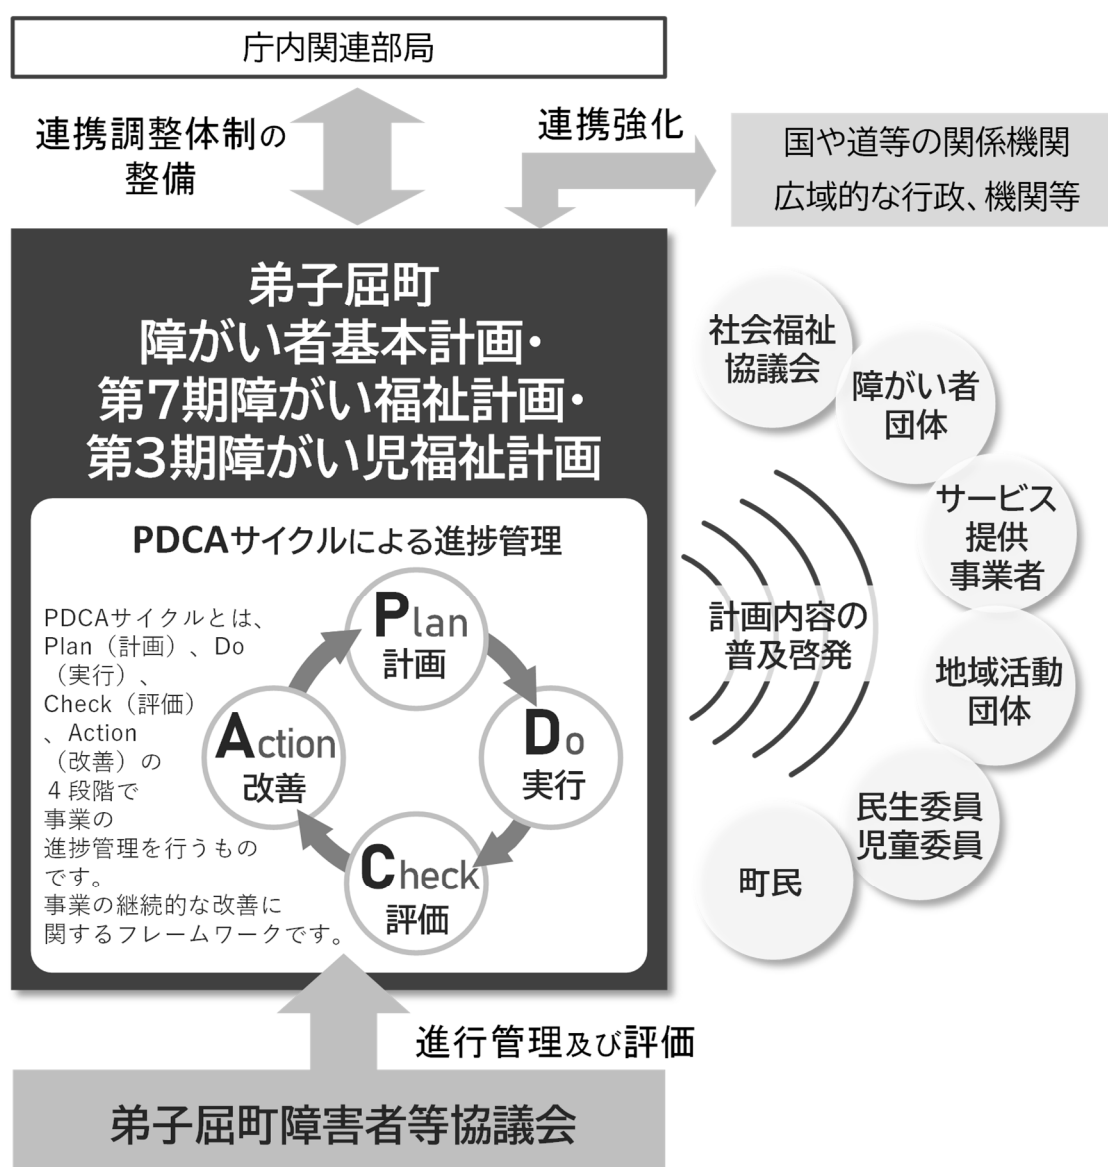 庁内関連部局
連携調整体制の
整備
連携強化
国や道等の関係機関
広域的な行政、機関等
弟子屈町
障がい者基本計画・
第7期障がい福祉計画・
第3期障がい児福祉計画
PDCAサイクルによる進捗管理
PDCAサイクルとは、
Plan（計画）、Do
（実行）、
Check（評価）
、Action
（改善）の
４段階で
事業の
進捗管理を行うもの
です。
事業の継続的な改善に
関するフレームワークです。
Plan
計画
Do
実行
Check
評価
Action
改善
計画内容の
普及啓発
社会福祉
協議会
障がい者
団体
サービス
提供
事業者
地域活動
団体
民生委員
児童委員
町民
進行管理及び評価
弟子屈町障害者等協議会